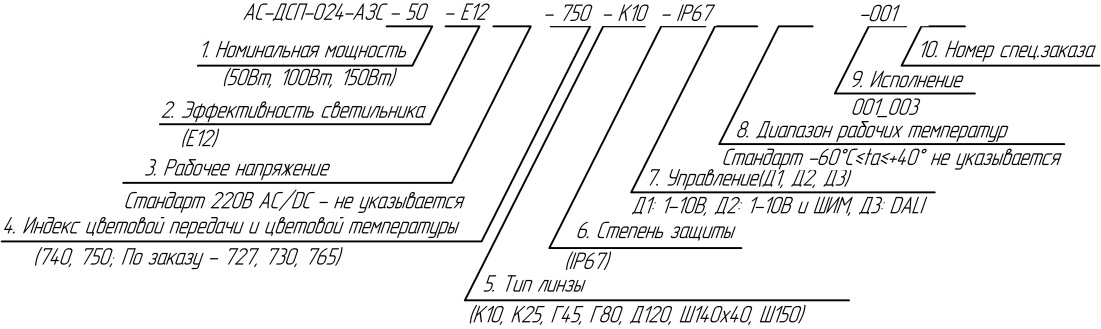 АС-ДСП-024-АЗС - 50 - Е12 - 750 - К10 - IP67 -001
1. Номинальная мощность
(50Вт, 100Вт, 150Вт)
2. Эффективность светильника
(Е12)
3. Рабочее напряжение
Стандарт 220В AC/DC - не указывается
4. Индекс цветовой передачи и цветовой температуры
(740, 750; По заказу - 727, 730, 765)
5. Тип линзы
(К10, К25, Г45, Г80, Д120, Ш140х40, Ш150)
6. Степень защиты
(IP67)
7. Управление(Д1, Д2, Д3)
Д1: 1-10В, Д2: 1-10В и ШИМ, Д3: DALI
8. Диапазон рабочих температур
Стандарт -60°С≤ta≤+40° не указывается
9. Исполнение
001_003
10. Номер спец.заказа